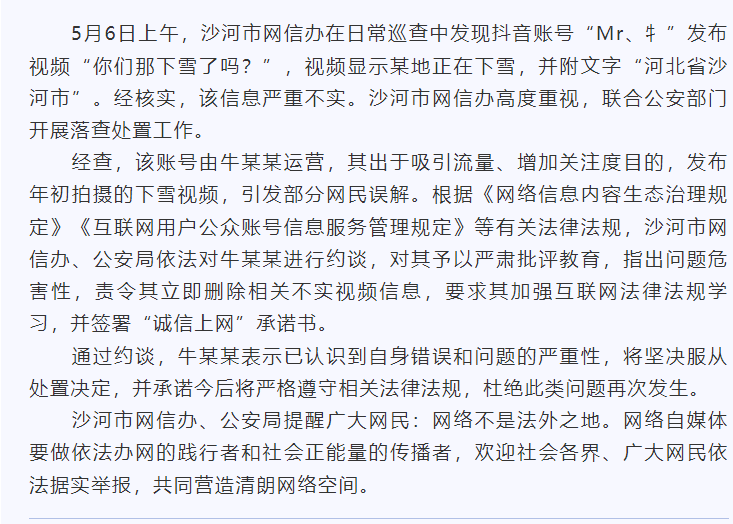 5月6日上午，沙河市网信办在日常巡查中发现抖音账号“Mr、牜”发布
视频“你们那下雪了吗？”，视频显示某地正在下雪，并附文字“河北省沙
河市”。经核实，该信息严重不实。沙河市网信办高度重视，联合公安部门
开展落查处置工作。
经查，该账号由牛某某运营，其出于吸引流量、增加关注度目的，发布
年初拍摄的下雪视频，引发部分网民误解。根据《网络信息内容生态治理规
定》《互联网用户公众账号信息服务管理规定》等有关法律法规，沙河市网
信办、公安局依法对牛某某进行约谈，对其予以严肃批评教育，指出问题危
害性，责令其立即删除相关不实视频信息，要求其加强互联网法律法规学
习，并签署“诚信上网”承诺书。
通过约谈，牛某某表示已认识到自身错误和问题的严重性，将坚决服从
处置决定，并承诺今后将严格遵守相关法律法规，杜绝此类问题再次发生。
沙河市网信办、公安局提醒广大网民：网络不是法外之地。网络自媒体
要做依法办网的践行者和社会正能量的传播者，欢迎社会各界、广大网民依
法据实举报，共同营造清朗网络空间。